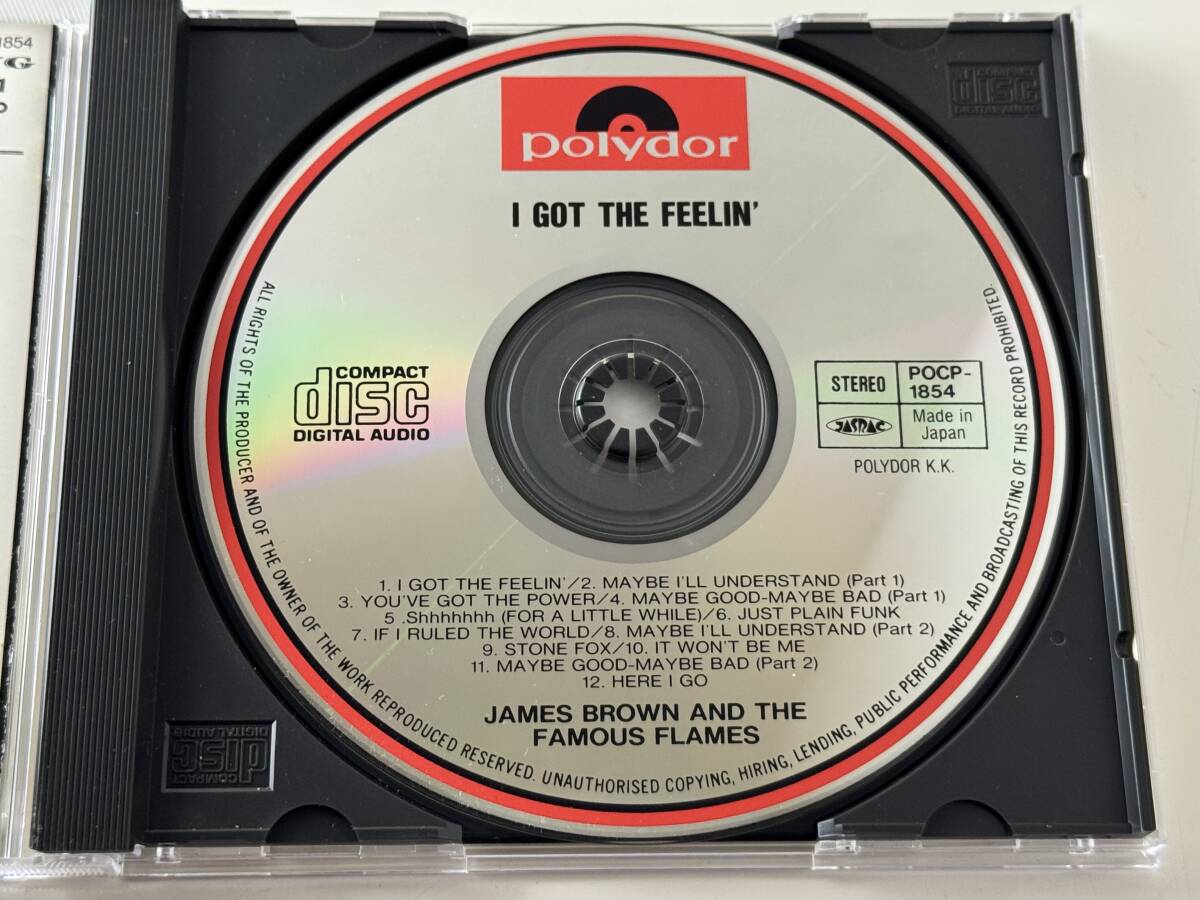 1854
polydor
I GOT THE FEELIN'
COMPACT
disc
DIGITAL AUDIO
STEREO
POCP-
1854
JASRAC
Made in
Japan
POLYDOR K.K.
1. I GOT THE FEELIN'/2. MAYBE I'LL UNDERSTAND (Part 1)
3. YOU'VE GOT THE POWER/4. MAYBE GOOD-MAYBE BAD (Part 1)
5 .Shhhhhhh (FOR A LITTLE WHILE)/6. JUST PLAIN FUNK
7. IF I RULED THE WORLD/8. MAYBE I'LL UNDERSTAND (Part 2)
9. STONE FOX/10. IT WON'T BE ME
11. MAYBE GOOD-MAYBE BAD (Part 2)
12. HERE I GO
JAMES BROWN AND THE
FAMOUS FLAMES
ALL RIGHTS OF THE PRODUCER AND OF THE OWNER OF THE WORK REPRODUCED RESERVED. UNAUTHORISED COPYING, HIRING, LENDING, PUBLIC PERFORMANCE AND BROADCASTING OF THIS RECORD PROHIBITED.
COMPACT
disc
DIGITAL AUDIO
COMPACT
disc
DIGITAL AUDIO